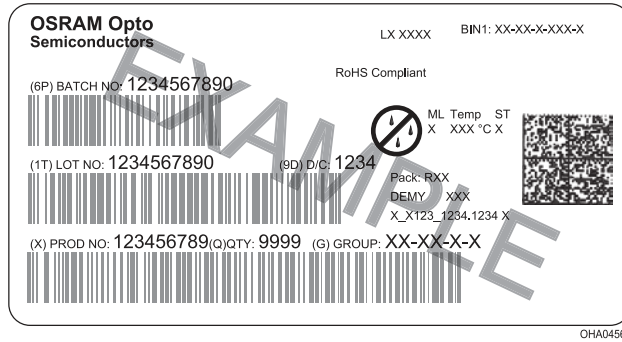 OSRAM Opto
Semiconductors
LX XXXX
BIN1: XX-XX-X-XXX-X
RoHS Compliant
(6P) BATCH NO: 1234567890
ML Temp ST
X XXX °C X
(1T) LOT NO: 1234567890
(9D) D/C: 1234
Pack: RXX
DEMY XXX
X_X123_1234.1234 X
(X) PROD NO: 123456789(Q)QTY: 9999 (G) GROUP: XX-XX-X-X
EXAMPLE
OHA0456